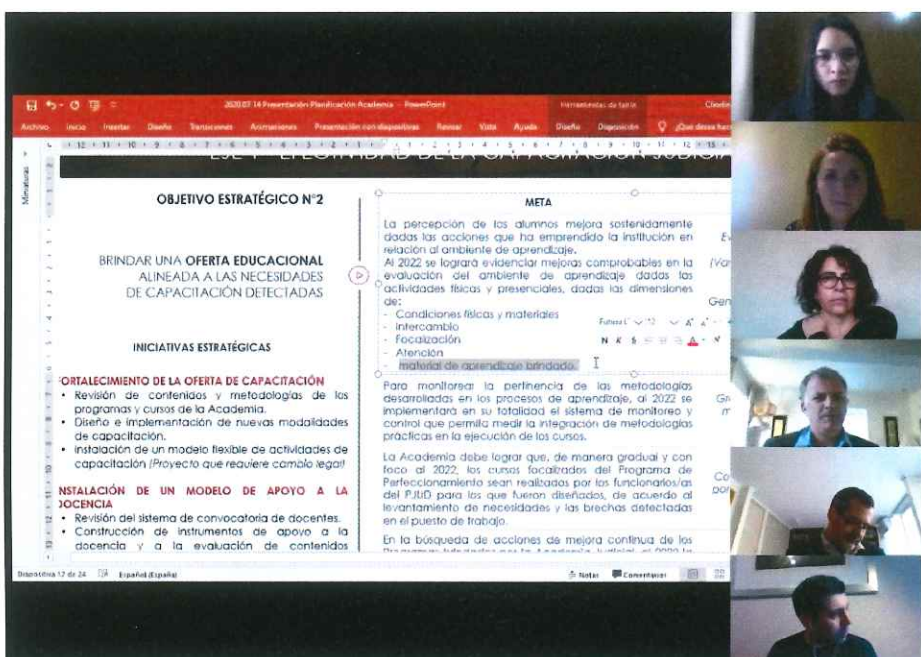 2020.07.14 Presentación Planificación Academia - PowerPoint
Herramientas de tabla
Archivo Inicio Insertar Diseño Transiciones Animaciones Presentación con diapositivas Revisar Vista Ayuda Diseño Disposición ¿Qué desea hacer
Miniaturas
EJE 1 - EFECTIVIDAD DE LA CAPACITACIÓN JUDICIAL
OBJETIVO ESTRATÉGICO N°2
BRINDAR UNA OFERTA EDUCACIONAL
ALINEADA A LAS NECESIDADES
DE CAPACITACIÓN DETECTADAS
INICIATIVAS ESTRATÉGICAS
FORTALECIMIENTO DE LA OFERTA DE CAPACITACIÓN
• Revisión de contenidos y metodologías de los
programas y cursos de la Academia.
• Diseño e implementación de nuevas modalidades
de capacitación.
• Instalación de un modelo flexible de actividades de
capacitación (Proyecto que requiere cambio legal)
INSTALACIÓN DE UN MODELO DE APOYO A LA
DOCENCIA
• Revisión del sistema de convocatoria de docentes.
• Construcción de instrumentos de apoyo a la
docencia y a la evaluación de contenidos
META
La percepción de los alumnos mejora sostenidamente
dadas las acciones que ha emprendido la institución en
relación al ambiente de aprendizaje.
Al 2022 se logrará evidenciar mejoras comprobables en la
evaluación del ambiente de aprendizaje dadas las
actividades físicas y presenciales, dadas las dimensiones
de:
- Condiciones físicas y materiales
- Intercambio
- Focalización
- Atención
- material de aprendizaje brindado.
Para monitorear la pertinencia de las metodologías
desarrolladas en los procesos de aprendizaje, al 2022 se
implementará en su totalidad el sistema de monitoreo y
control que permita medir la integración de metodologías
prácticas en la ejecución de los cursos.
La Academia debe lograr que, de manera gradual y con
foco al 2022, los cursos focalizados del Programa de
Perfeccionamiento sean realizados por los funcionarios/as
del PJUD para los que fueron diseñados, de acuerdo al
levantamiento de necesidades y las brechas detectadas
en el puesto de trabajo.
En la búsqueda de acciones de mejora continua de los
N K S
Diapositiva 17 de 24 Español (España) Notas Comentarios